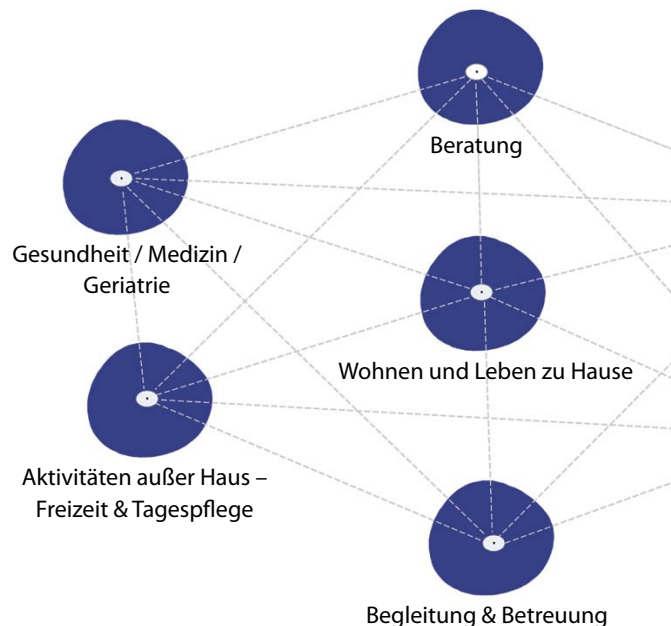 Beratung
Gesundheit / Medizin /
Geriatrie
Wohnen und Leben zu Hause
Aktivitäten außer Haus –
Freizeit & Tagespflege
Begleitung & Betreuung